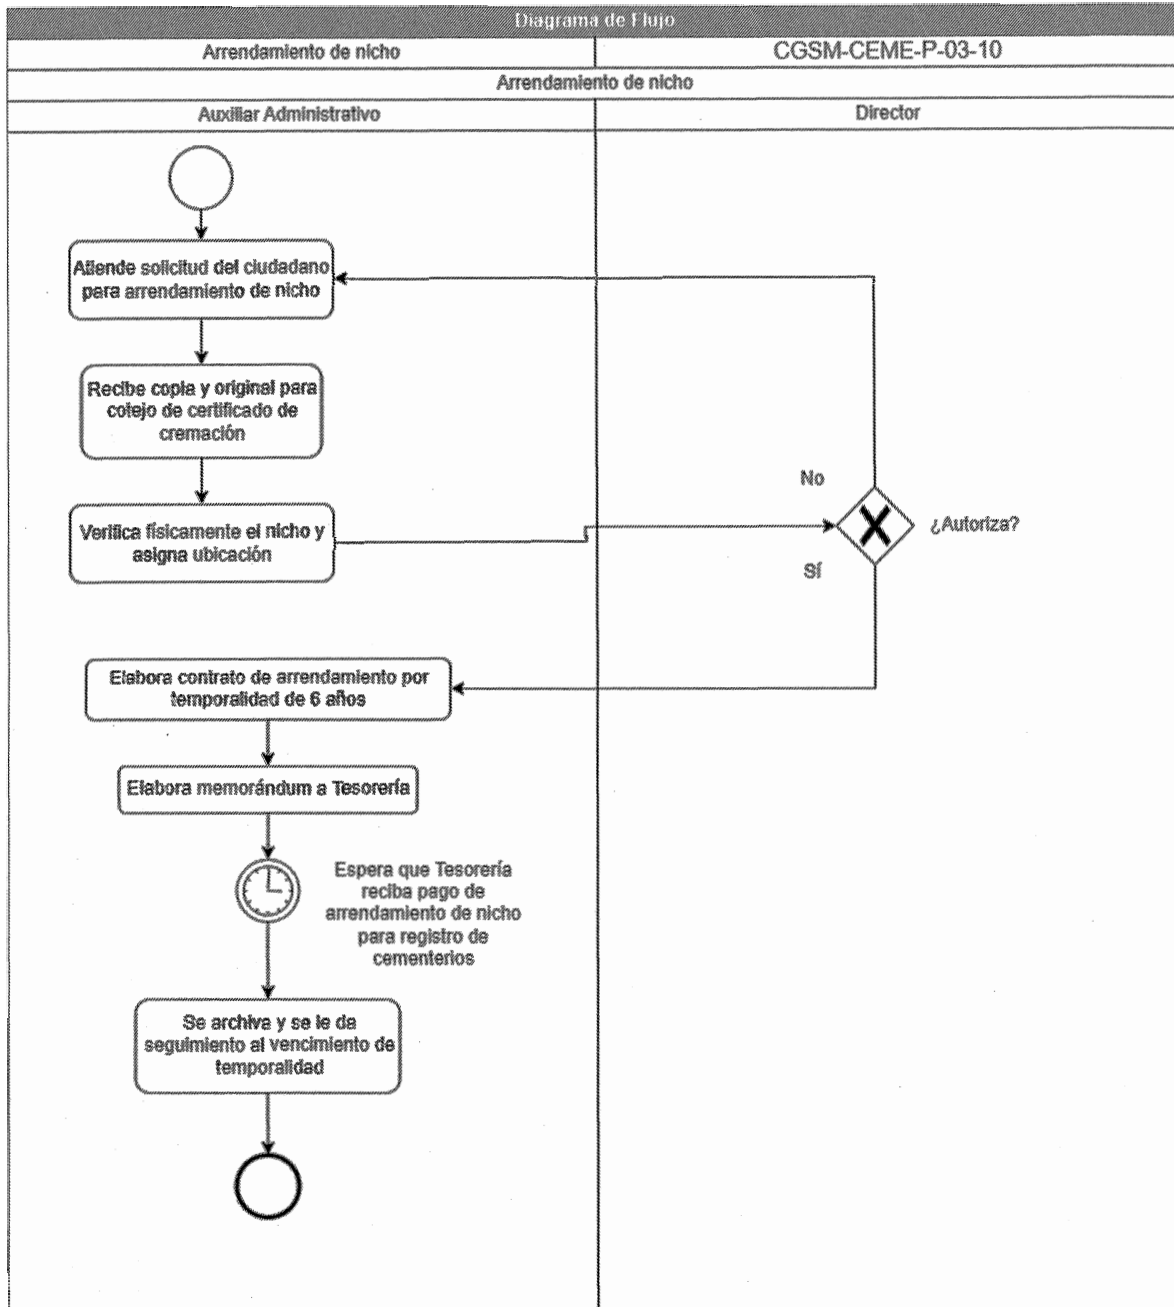 Diagrama de Flujo
Arrendamiento de nicho
CGSM-CEME-P-03-10
Arrendamiento de nicho
Auxiliar Administrativo
Director
Atiende solicitud del ciudadano
para arrendamiento de nicho
Recibe copia y original para
cotejo de certificado de
cremación
No
Verifica físicamente el nicho y
asigna ubicación
¿Autoriza?
Sí
Elabora contrato de arrendamiento por
temporalidad de 6 años
Elabora memorándum a Tesorería
Espera que Tesorería
reciba pago de
arrendamiento de nicho
para registro de
cementerios
Se archiva y se le da
seguimiento al vencimiento de
temporalidad